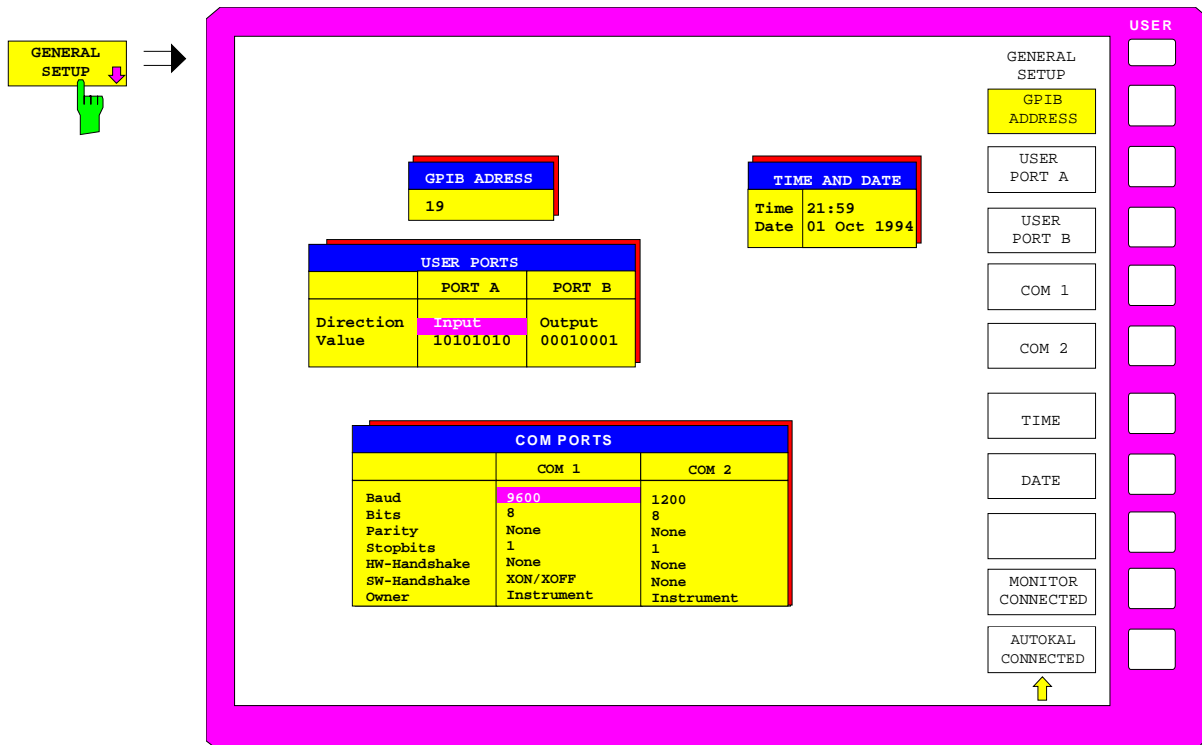 USER
GENERAL
SETUP
GENERAL
SETUP
GPIB
ADDRESS
USER
PORT A
USER
PORT B
COM 1
COM 2
TIME
DATE
MONITOR
CONNECTED
AUTOKAL
CONNECTED
GPIB ADRESS
19
TIME AND DATE
Time 21:59
Date 01 Oct 1994
USER PORTS
PORT A PORT B
Direction Input Output
Value 10101010 00010001
COM PORTS
COM 1 COM 2
Baud 9600 1200
Bits 8 8
Parity None None
Stopbits 1 1
HW-Handshake None None
SW-Handshake XON/XOFF None
Owner Instrument Instrument